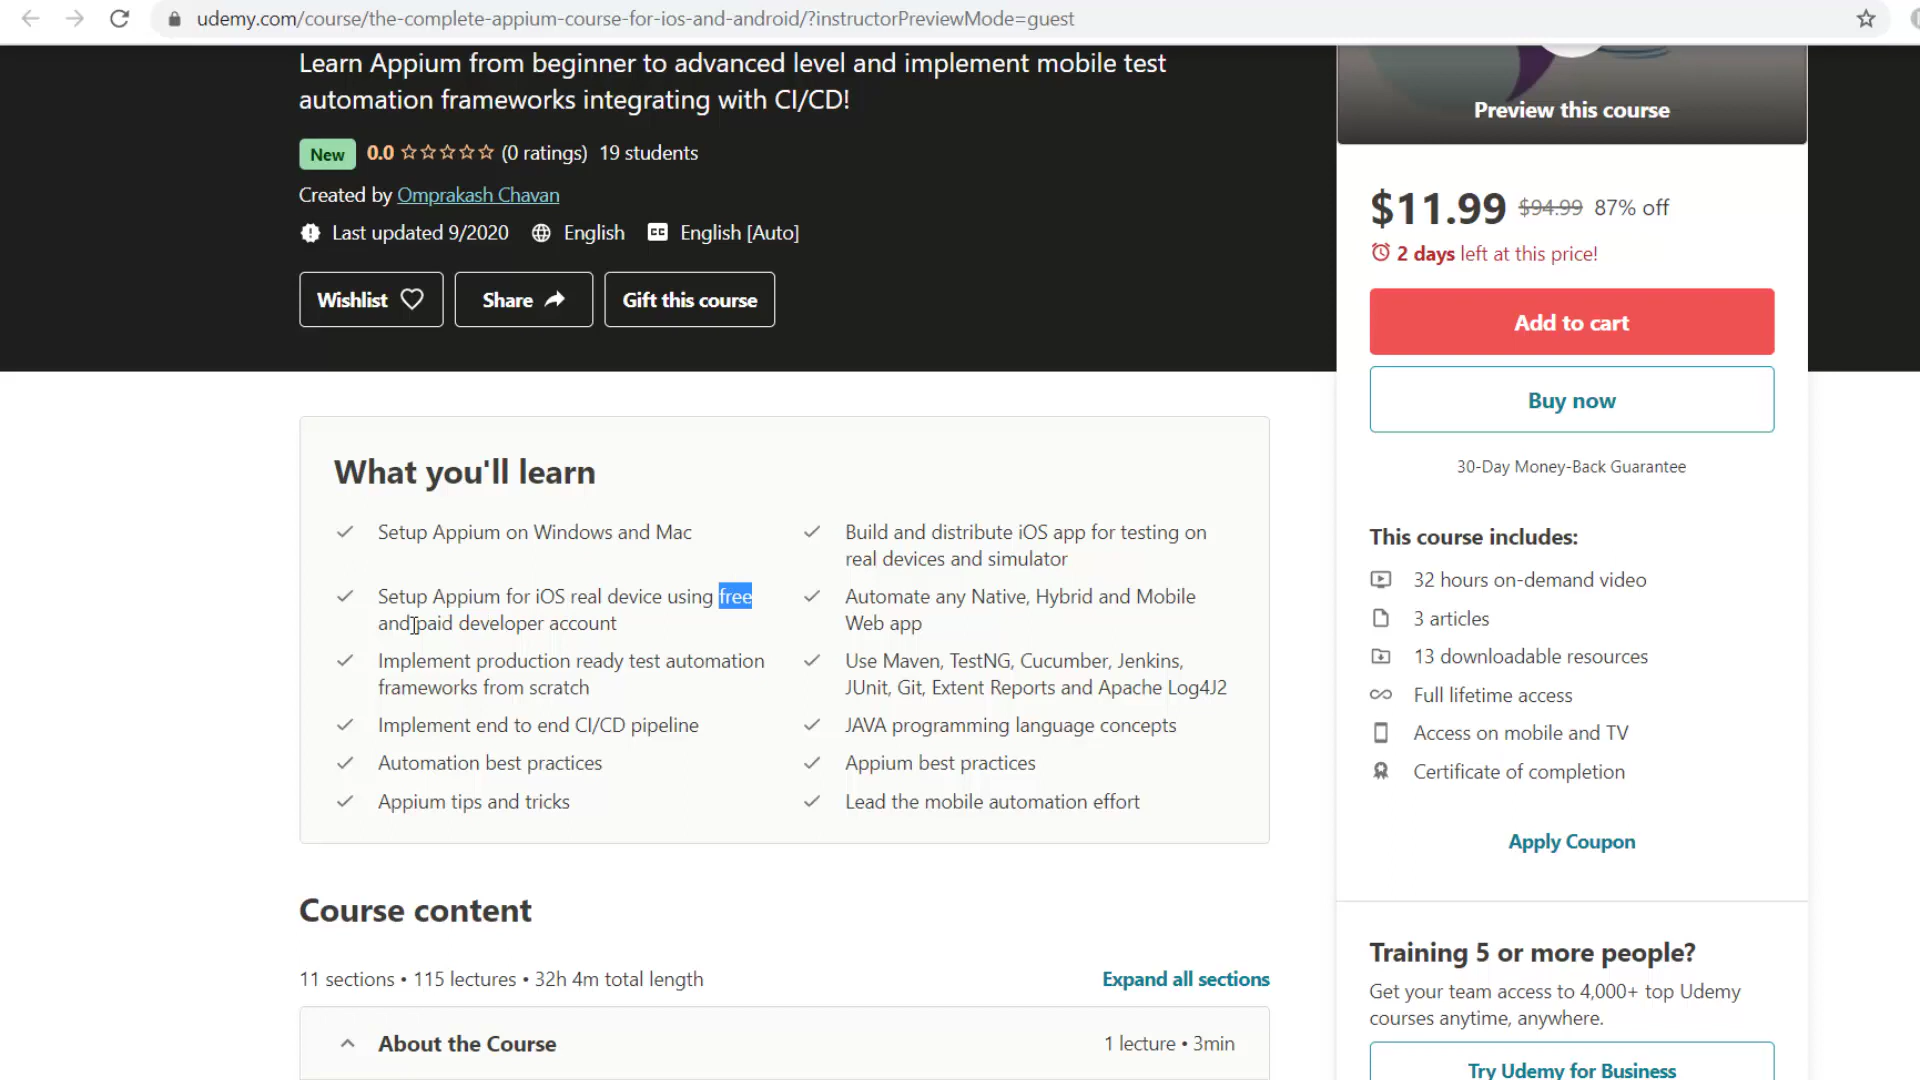 udemy.com/course/the-complete-appium-course-for-ios-and-android/?instructorPreviewMode=guest
Learn Appium from beginner to advanced level and implement mobile test
automation frameworks integrating with CI/CD!
New 0.0 (0 ratings) 19 students
Created by Omprakash Chavan
Last updated 9/2020 English CC English [Auto]
Wishlist Share Gift this course
What you'll learn
Setup Appium on Windows and Mac
Setup Appium for iOS real device using free
and paid developer account
Implement production ready test automation
frameworks from scratch
Implement end to end CI/CD pipeline
Automation best practices
Appium tips and tricks
Build and distribute iOS app for testing on
real devices and simulator
Automate any Native, Hybrid and Mobile
Web app
Use Maven, TestNG, Cucumber, Jenkins,
JUnit, Git, Extent Reports and Apache Log4J2
JAVA programming language concepts
Appium best practices
Lead the mobile automation effort
Course content
11 sections • 115 lectures • 32h 4m total length
Expand all sections
About the Course
1 lecture • 3min
Preview this course
$11.99 $94.99 87% off
2 days left at this price!
Add to cart
Buy now
30-Day Money-Back Guarantee
This course includes:
32 hours on-demand video
3 articles
13 downloadable resources
Full lifetime access
Access on mobile and TV
Certificate of completion
Apply Coupon
Training 5 or more people?
Get your team access to 4,000+ top Udemy
courses anytime, anywhere.
Try Udemy for Business